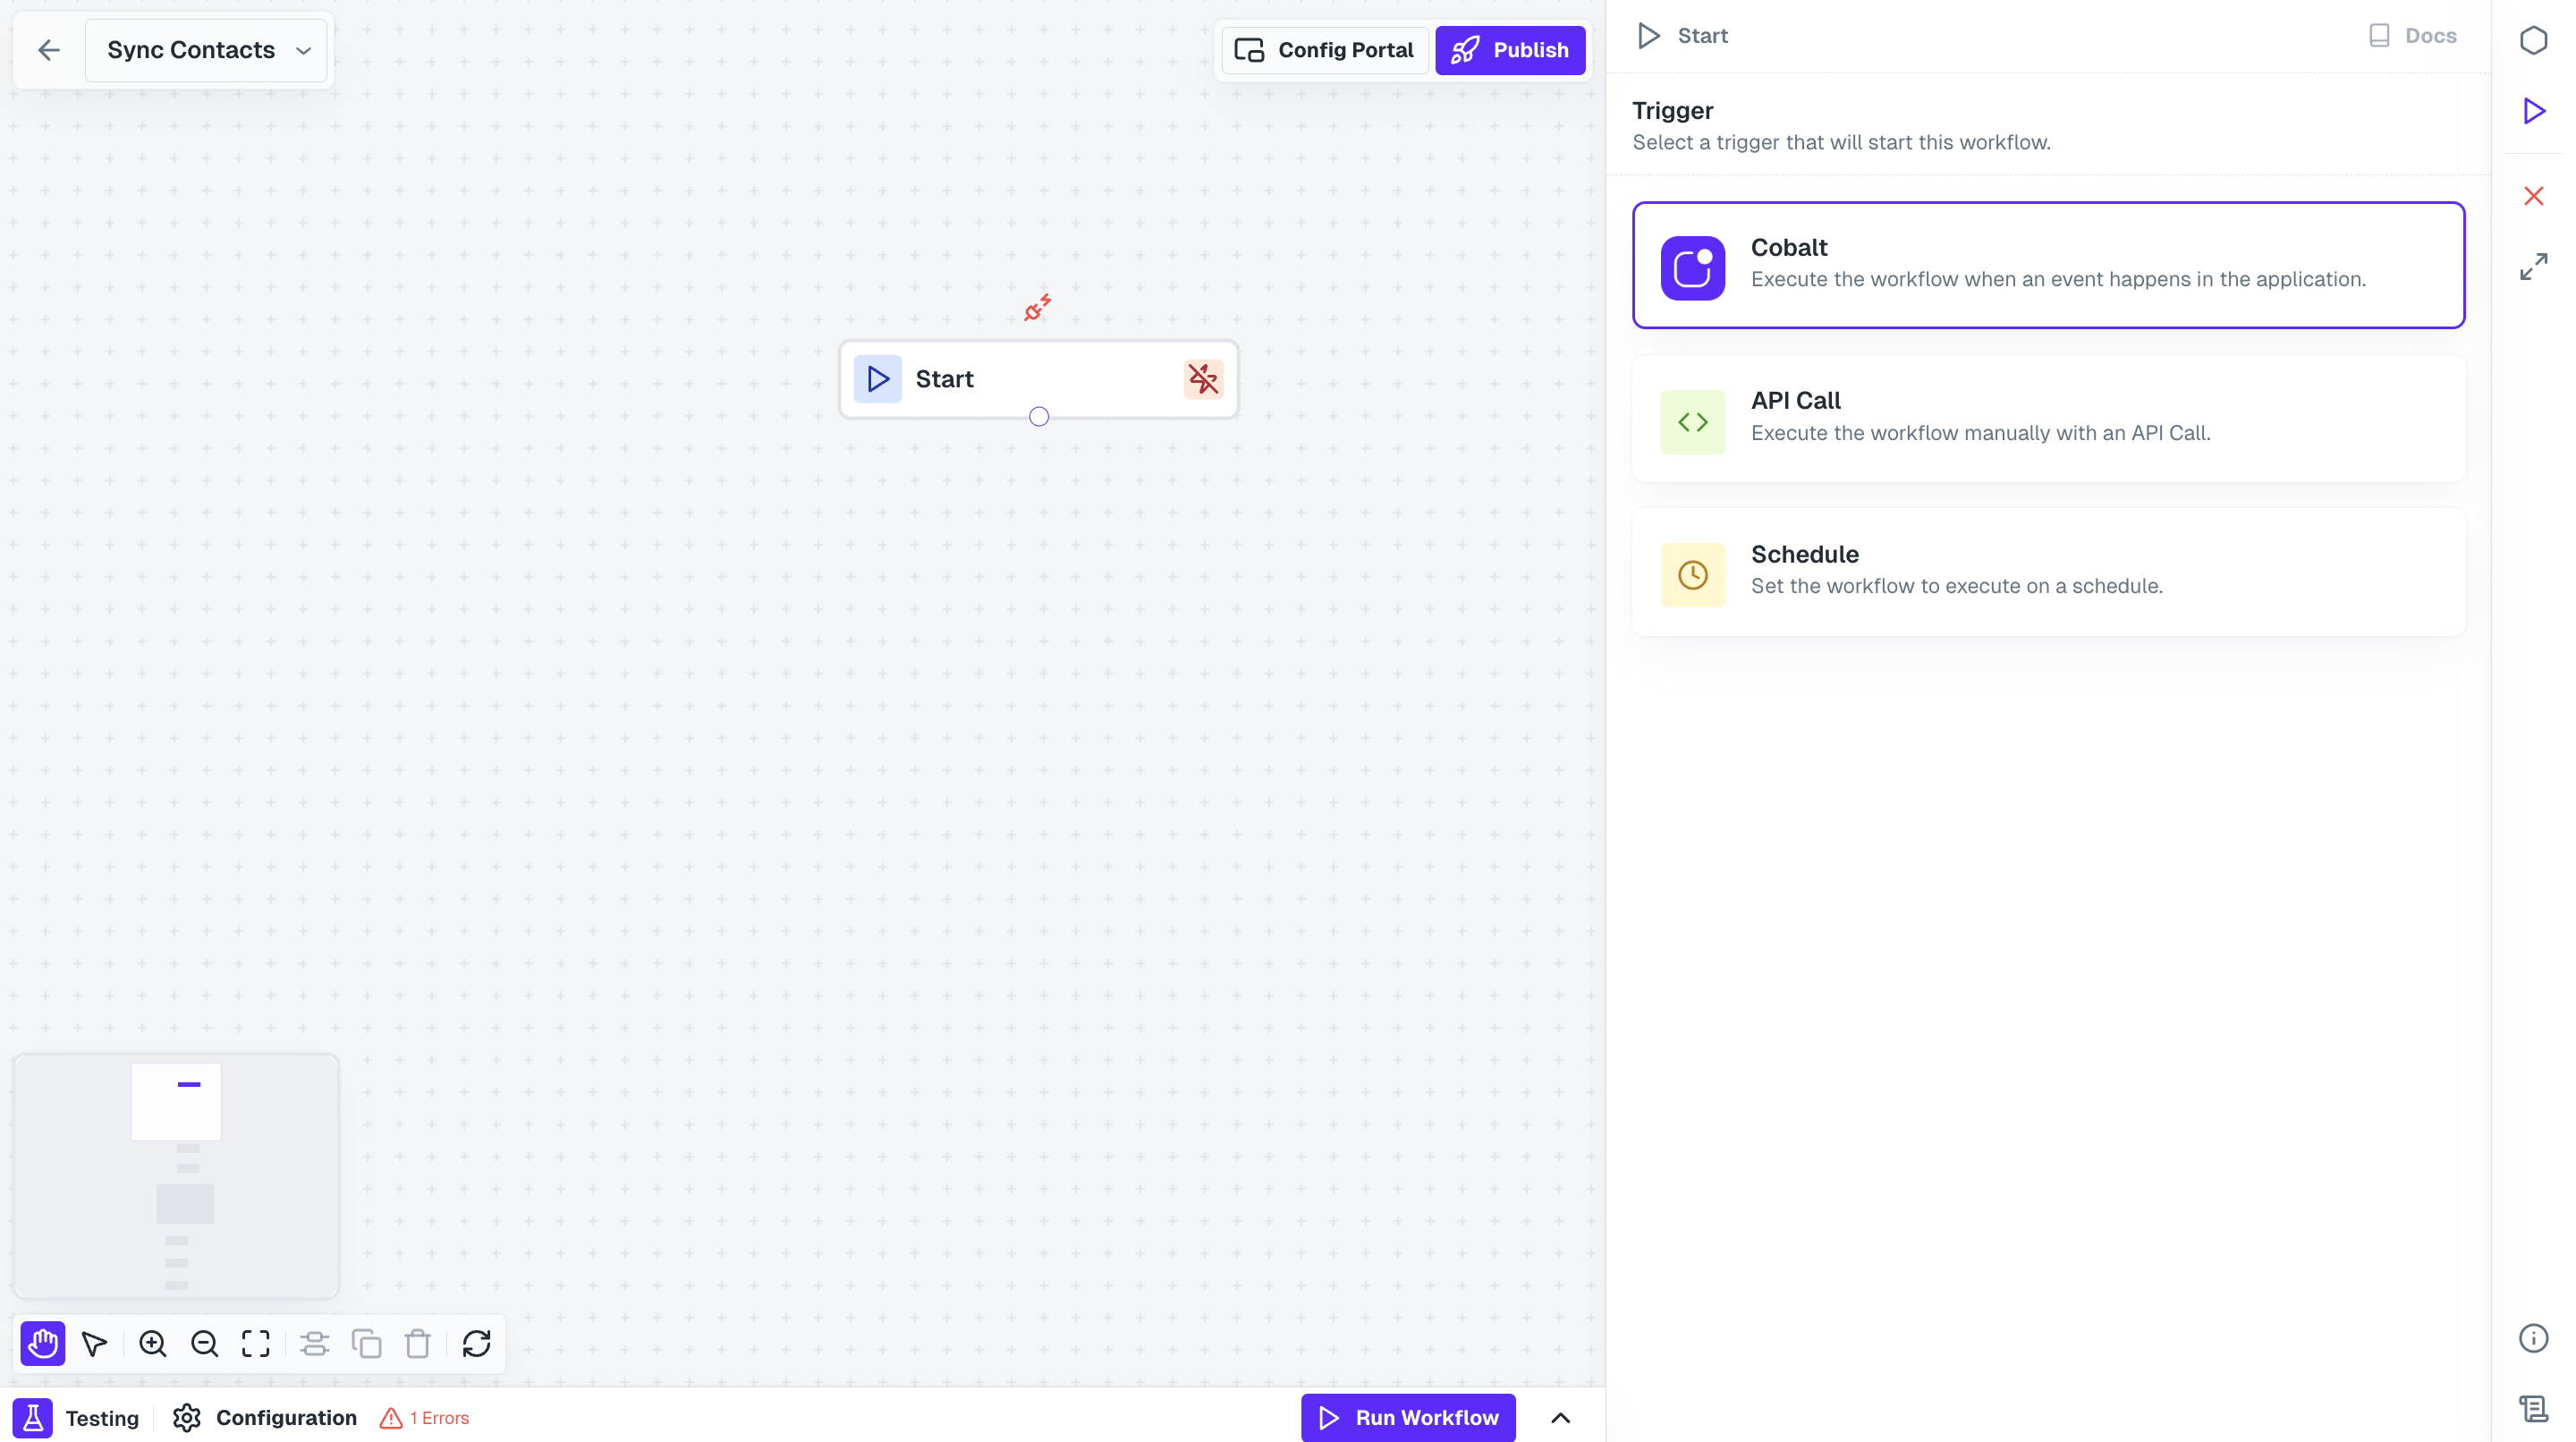 Sync Contacts
Config Portal
Publish
Start
Docs
Trigger
Select a trigger that will start this workflow.
Cobalt
Execute the workflow when an event happens in the application.
API Call
Execute the workflow manually with an API Call.
Schedule
Set the workflow to execute on a schedule.
Start
Testing
Configuration
1 Errors
Run Workflow